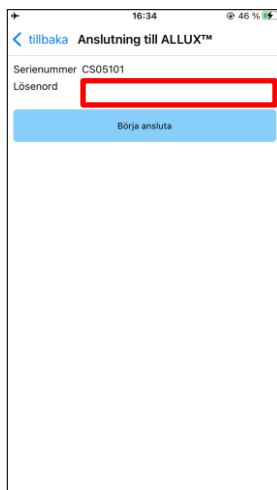 16:34 46 %
tillbaka Anslutning till ALLUX™
Serienummer CS05101
Lösenord
Börja ansluta